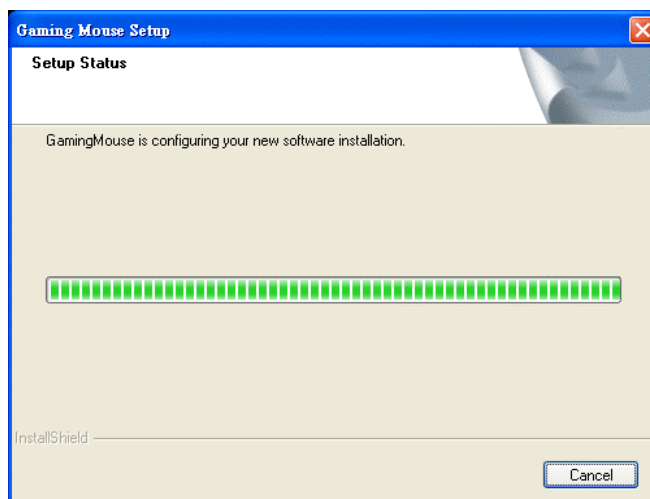 Gaming Mouse Setup
Setup Status
GamingMouse is configuring your new software installation.
InstallShield
Cancel